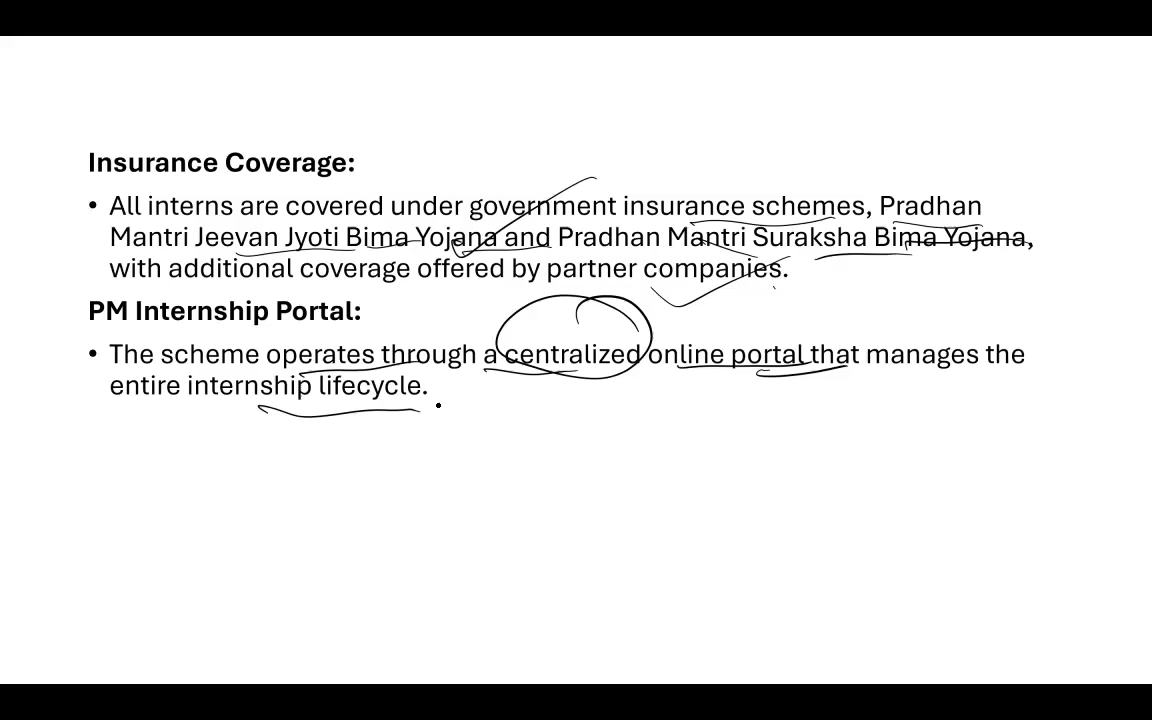 Insurance Coverage:
• All interns are covered under government insurance schemes, Pradhan
Mantri Jeevan Jyoti Bima Yojana and Pradhan Mantri Suraksha Bima Yojana,
with additional coverage offered by partner companies.
PM Internship Portal:
• The scheme operates through a centralized online portal that manages the
entire internship lifecycle.